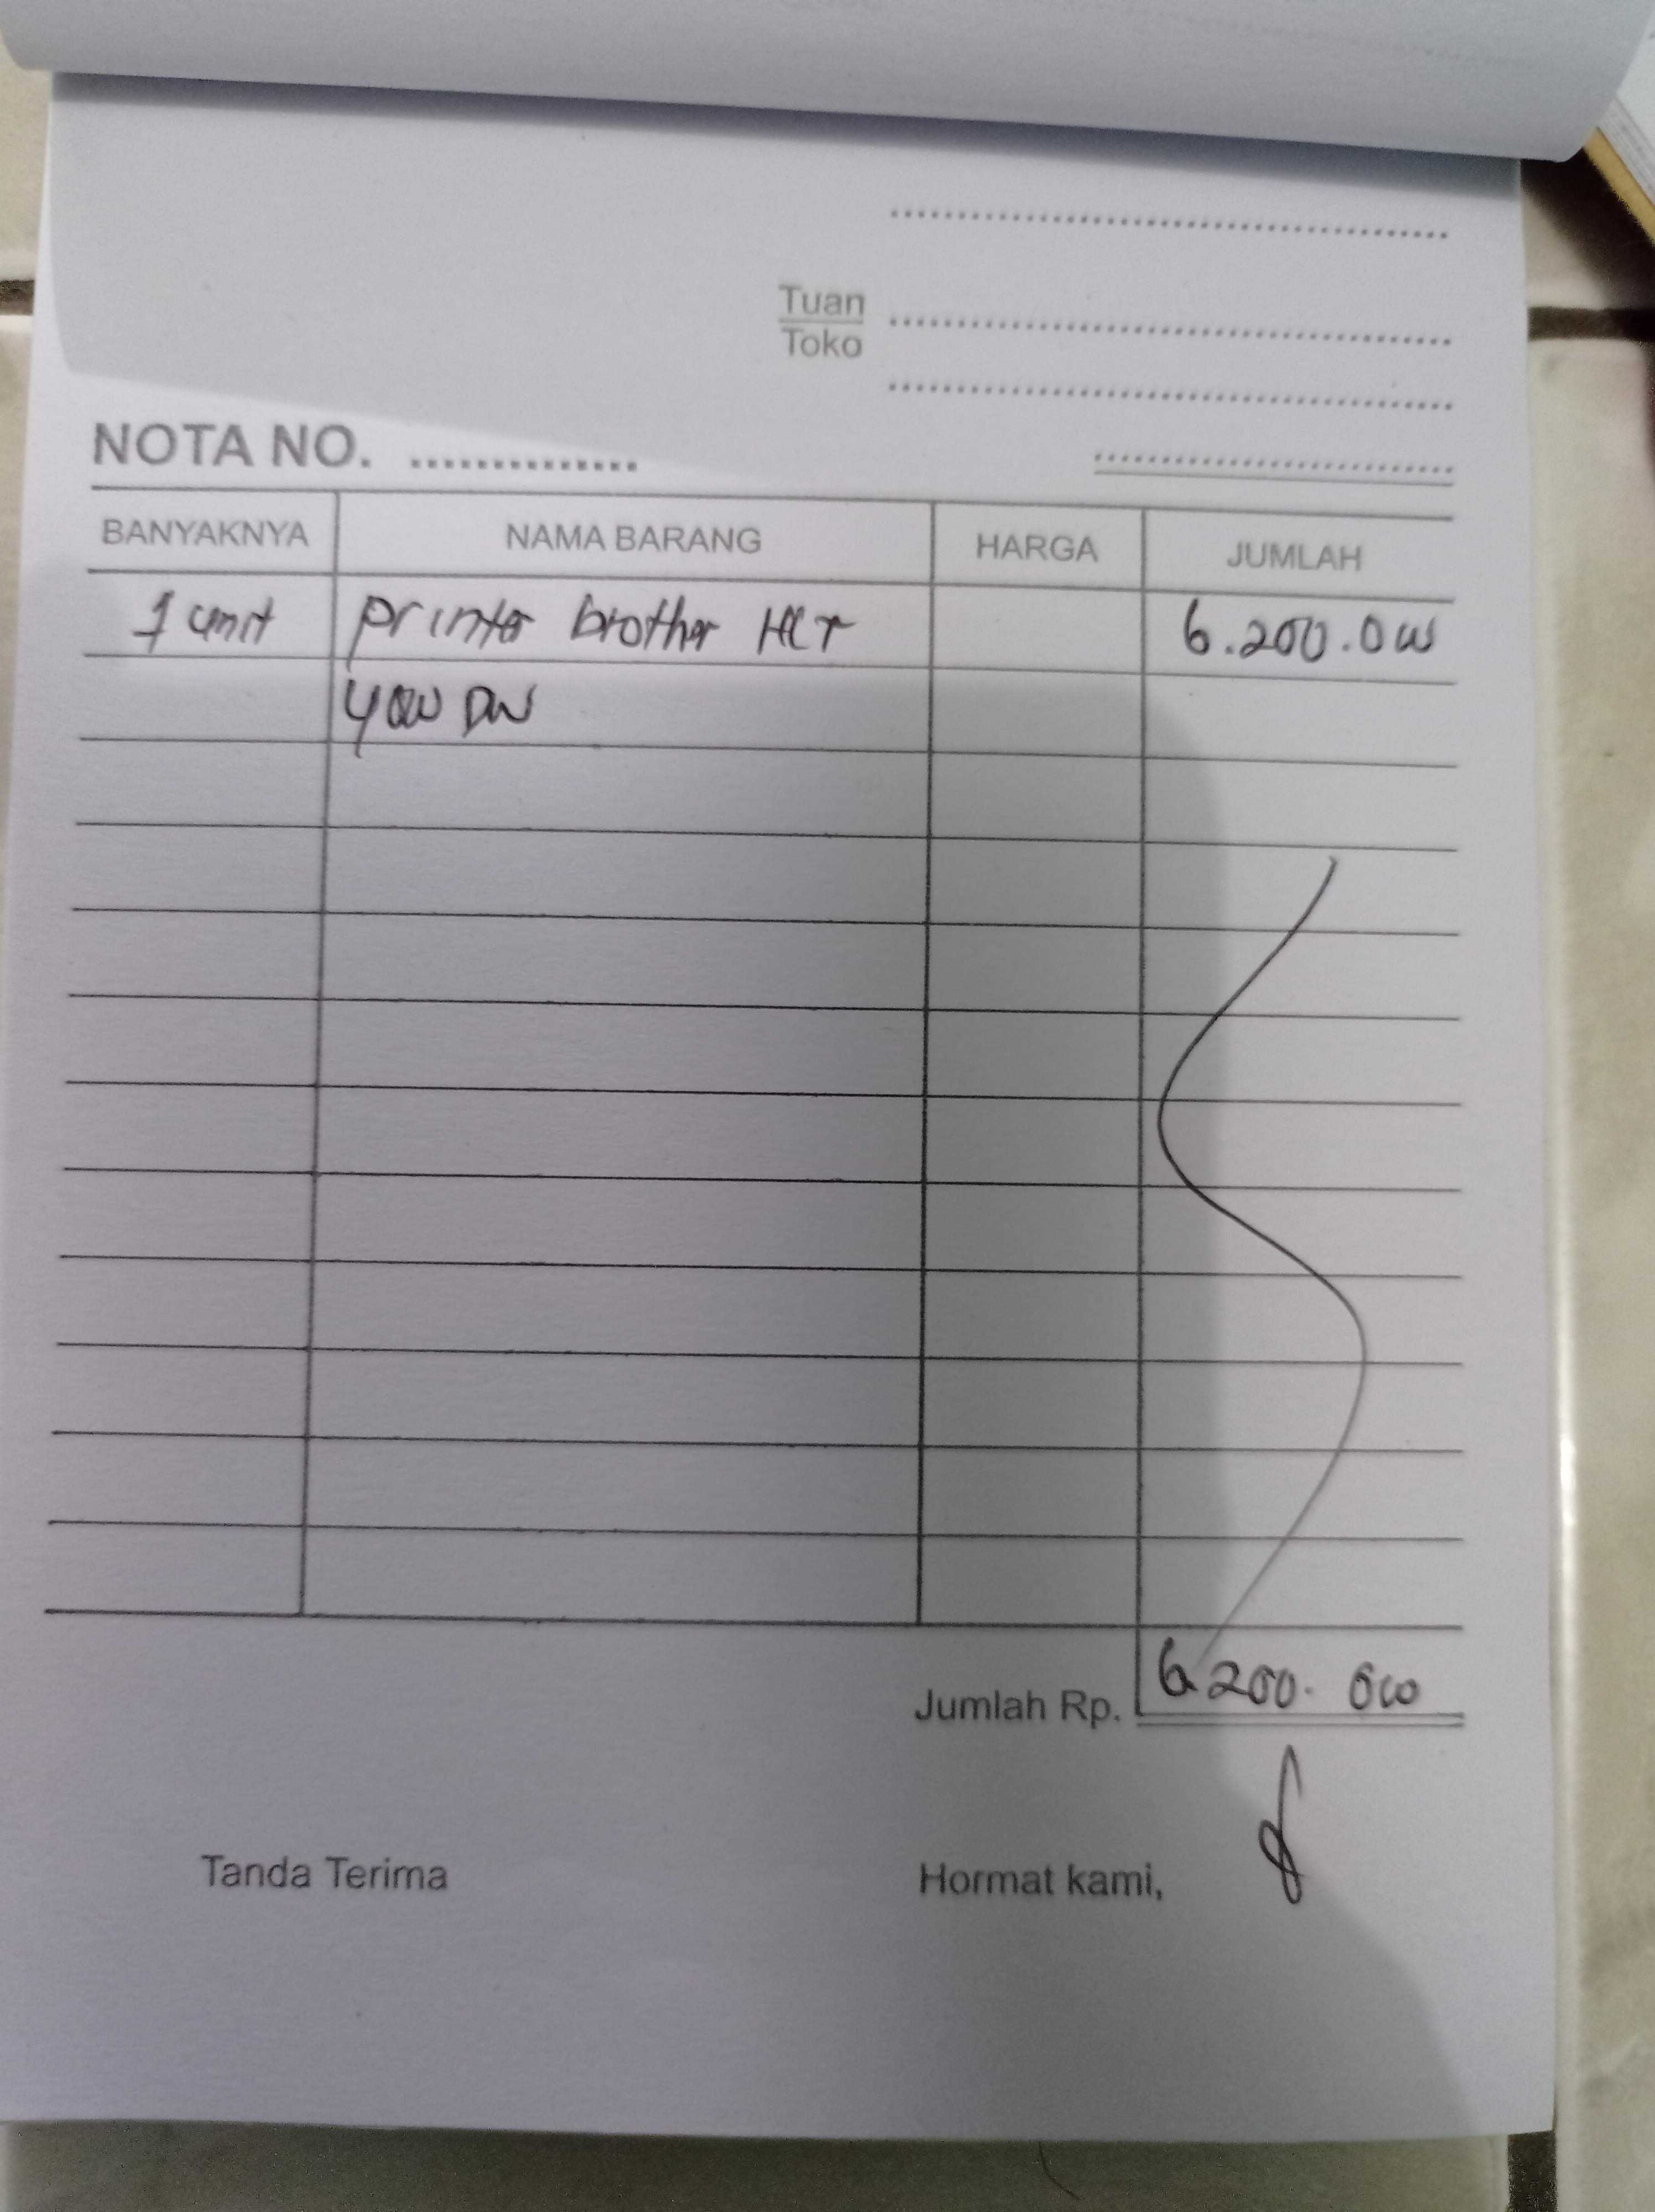 Tuan
Toko
NOTA NO.
BANYAKNYA NAMA BARANG HARGA JUMLAH
1 unit printer brother HLT 6.200.000
4000 DW
Jumlah Rp. 6.200.000
Tanda Terima Hormat kami,